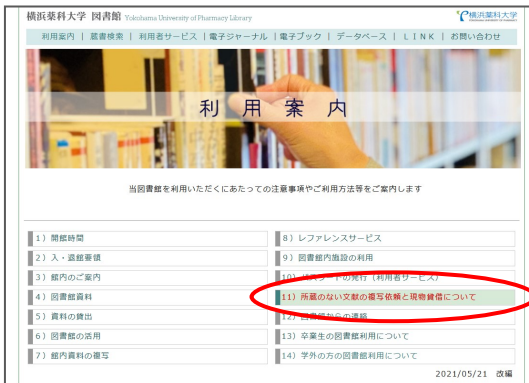 横浜薬科大学 図書館 Yokohama University of Pharmacy Library
横浜薬科大学
利用案内 | 蔵書検索 | 利用者サービス | 電子ジャーナル | 電子ブック | データベース | LINK | お問い合わせ
利用案内
当図書館を利用いただくにあたっての注意事項やご利用方法等をご案内します
1）開館時間
2）入・退館要領
3）館内のご案内
4）図書館資料
5）資料の貸出
6）図書館の活用
7）館内資料の複写
8）レファレンスサービス
9）図書館内施設の利用
10）パスワードの発行（利用者サービス）
11）所蔵のない文献の複写依頼と現物貸借について
12）図書館からの連絡
13）卒業生の図書館利用について
14）学外の方の図書館利用について
2021/05/21 改編